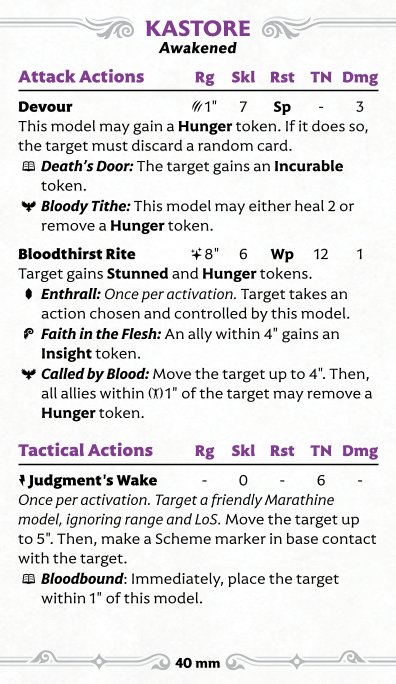 KASTORE
Awakened
Attack Actions Rg Skl Rst TN Dmg
Devour 1" 7 Sp - 3
This model may gain a Hunger token. If it does so,
the target must discard a random card.
Death's Door: The target gains an Incurable
token.
Bloody Tithe: This model may either heal 2 or
remove a Hunger token.
Bloodthirst Rite 8" 6 Wp 12 1
Target gains Stunned and Hunger tokens.
Enthrall: Once per activation. Target takes an
action chosen and controlled by this model.
Faith in the Flesh: An ally within 4" gains an
Insight token.
Called by Blood: Move the target up to 4". Then,
all allies within 1" of the target may remove a
Hunger token.
Tactical Actions Rg Skl Rst TN Dmg
Judgment's Wake - 0 - 6 -
Once per activation. Target a friendly Marathine
model, ignoring range and LoS. Move the target up
to 5". Then, make a Scheme marker in base contact
with the target.
Bloodbound: Immediately, place the target
within 1" of this model.
40 mm